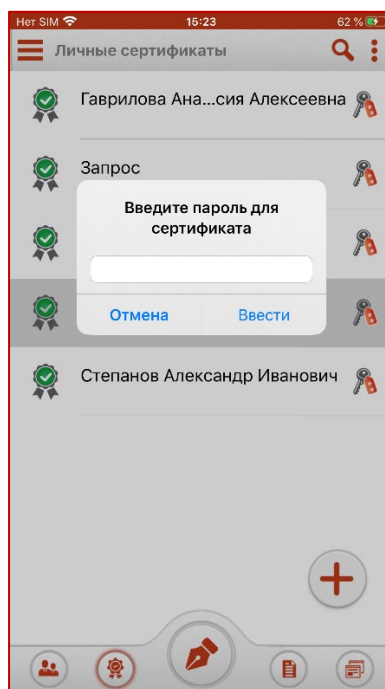 Нет SIM 15:23 62 %
Личные сертификаты
Гаврилова Ана...сия Алексеевна
Запрос
Введите пароль для
сертификата
Отмена Ввести
Степанов Александр Иванович